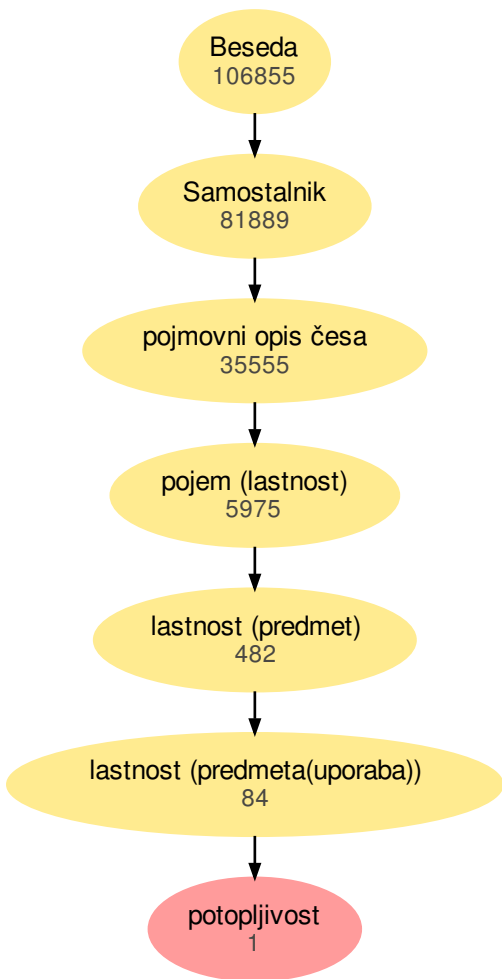 Beseda
106855
Samostalnik
81889
pojmovni opis česa
35555
pojem (lastnost)
5975
lastnost (predmet)
482
lastnost (predmeta(uporaba))
84
potopljivost
1